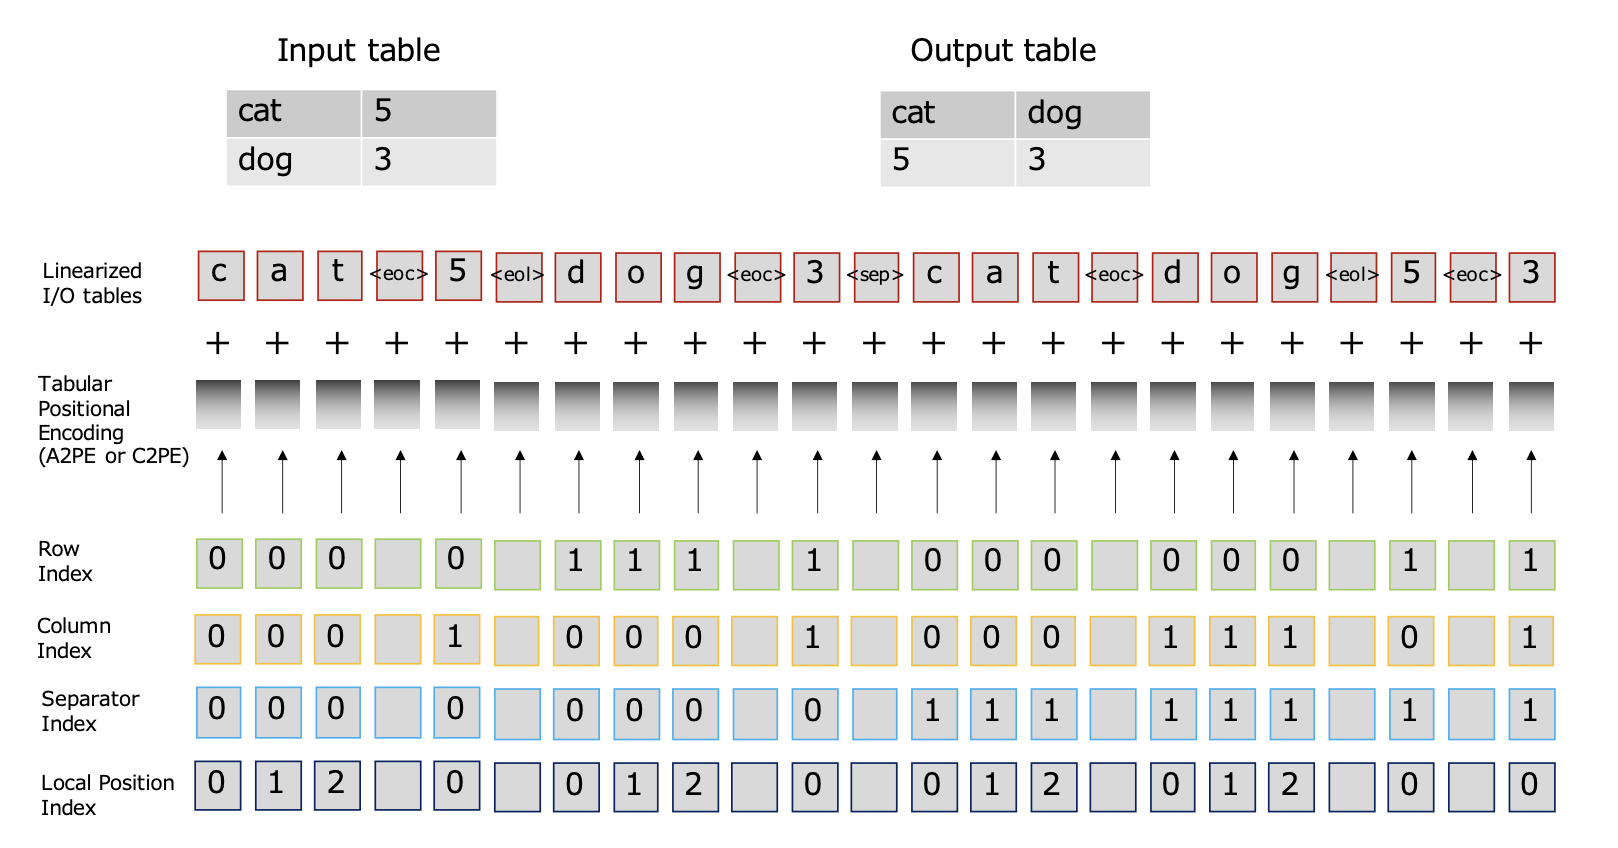 Input table
Output table
cat 5
dog 3
cat dog
5 3
Linearized
I/O tables
c a t <eoc> 5 <eol> d o g <eoc> 3 <sep> c a t <eoc> d o g <eol> 5 <eoc> 3
+ + + + + + + + + + + + + + + + + + + + + + +
Tabular
Positional
Encoding
(A2PE or C2PE)
Row
Index
0 0 0 0 1 1 1 1 0 0 0 0 0 0 1 1
Column
Index
0 0 0 1 0 0 0 1 0 0 0 1 1 1 0 1
Separator
Index
0 0 0 0 0 0 0 0 1 1 1 1 1 1 1 1
Local Position
Index
0 1 2 0 0 1 2 0 0 1 2 0 1 2 0 0